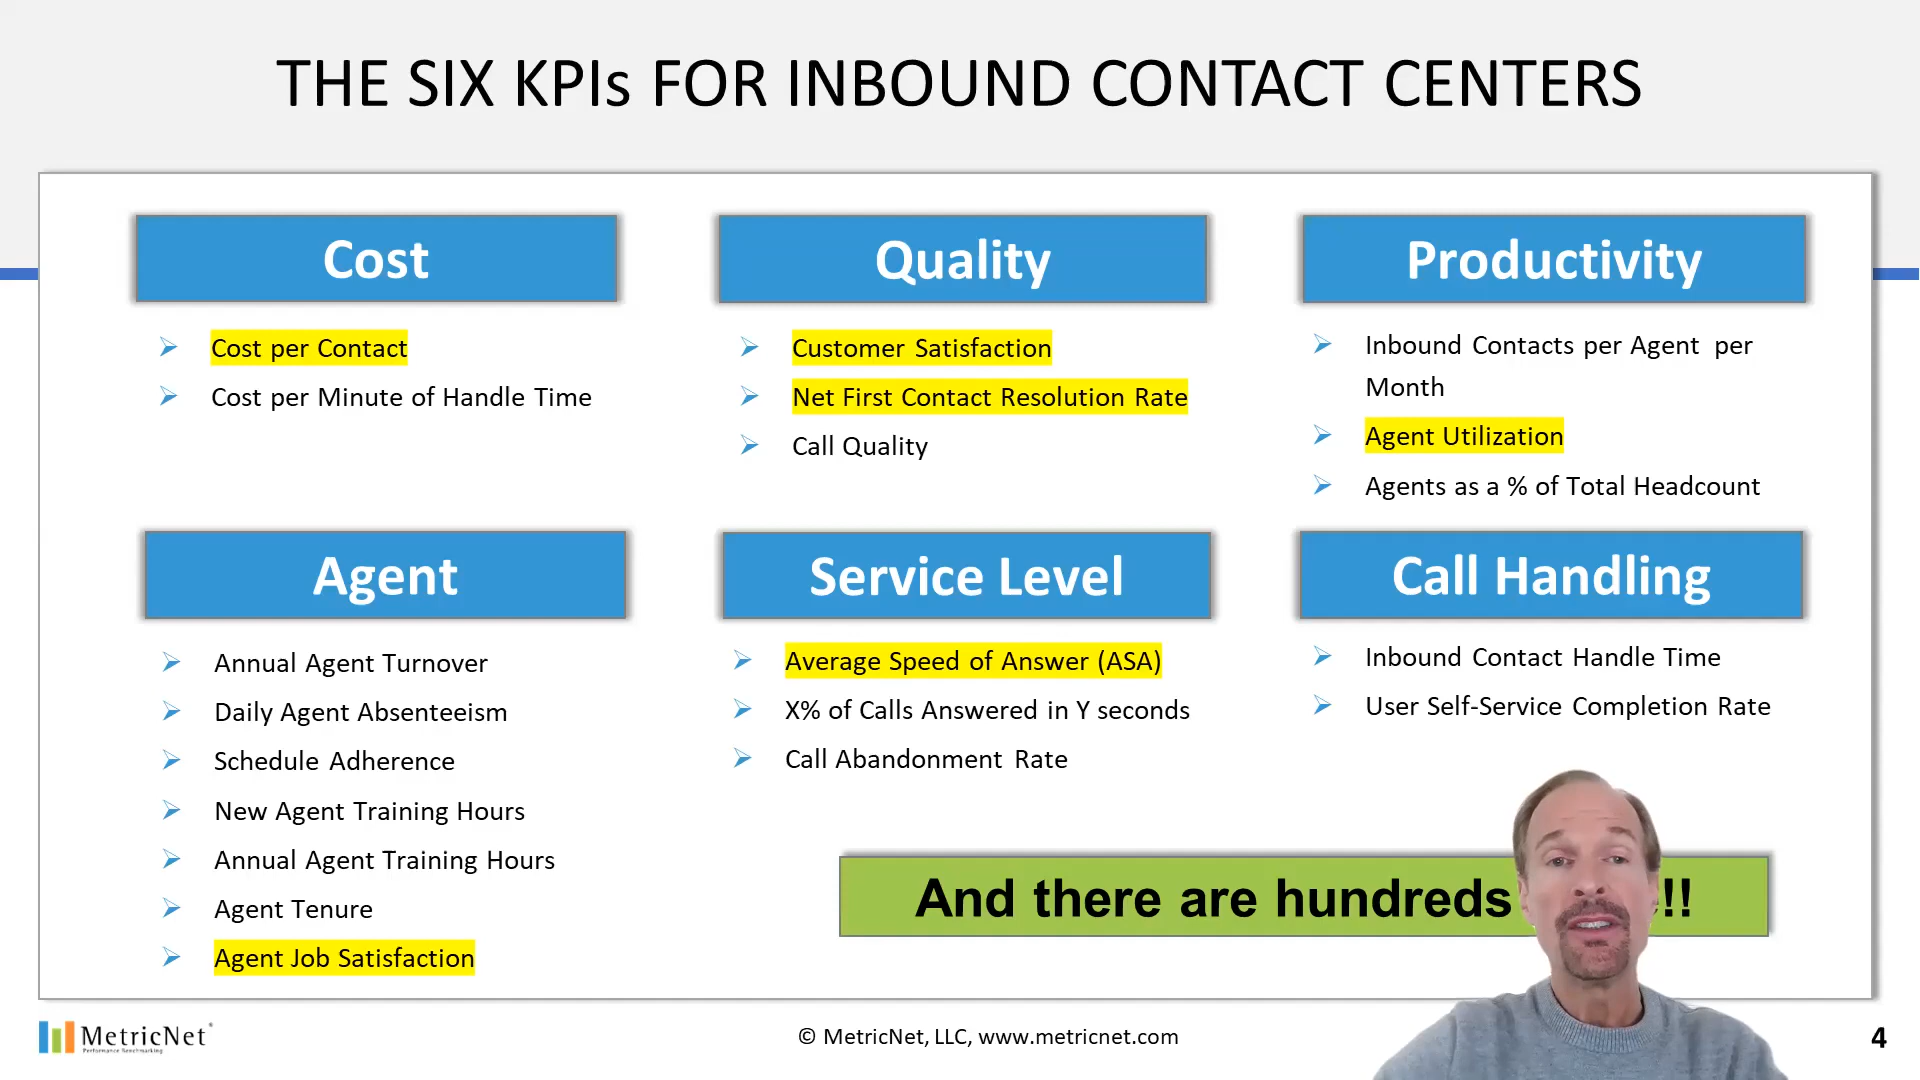 THE SIX KPIs FOR INBOUND CONTACT CENTERS
Cost
Cost per Contact
Cost per Minute of Handle Time
Quality
Customer Satisfaction
Net First Contact Resolution Rate
Call Quality
Productivity
Inbound Contacts per Agent per
Month
Agent Utilization
Agents as a % of Total Headcount
Agent
Annual Agent Turnover
Daily Agent Absenteeism
Schedule Adherence
New Agent Training Hours
Annual Agent Training Hours
Agent Tenure
Agent Job Satisfaction
Service Level
Average Speed of Answer (ASA)
X% of Calls Answered in Y seconds
Call Abandonment Rate
Call Handling
Inbound Contact Handle Time
User Self-Service Completion Rate
And there are hundreds !!
MetricNet
Performance Benchmarking
© MetricNet, LLC, www.metricnet.com
4